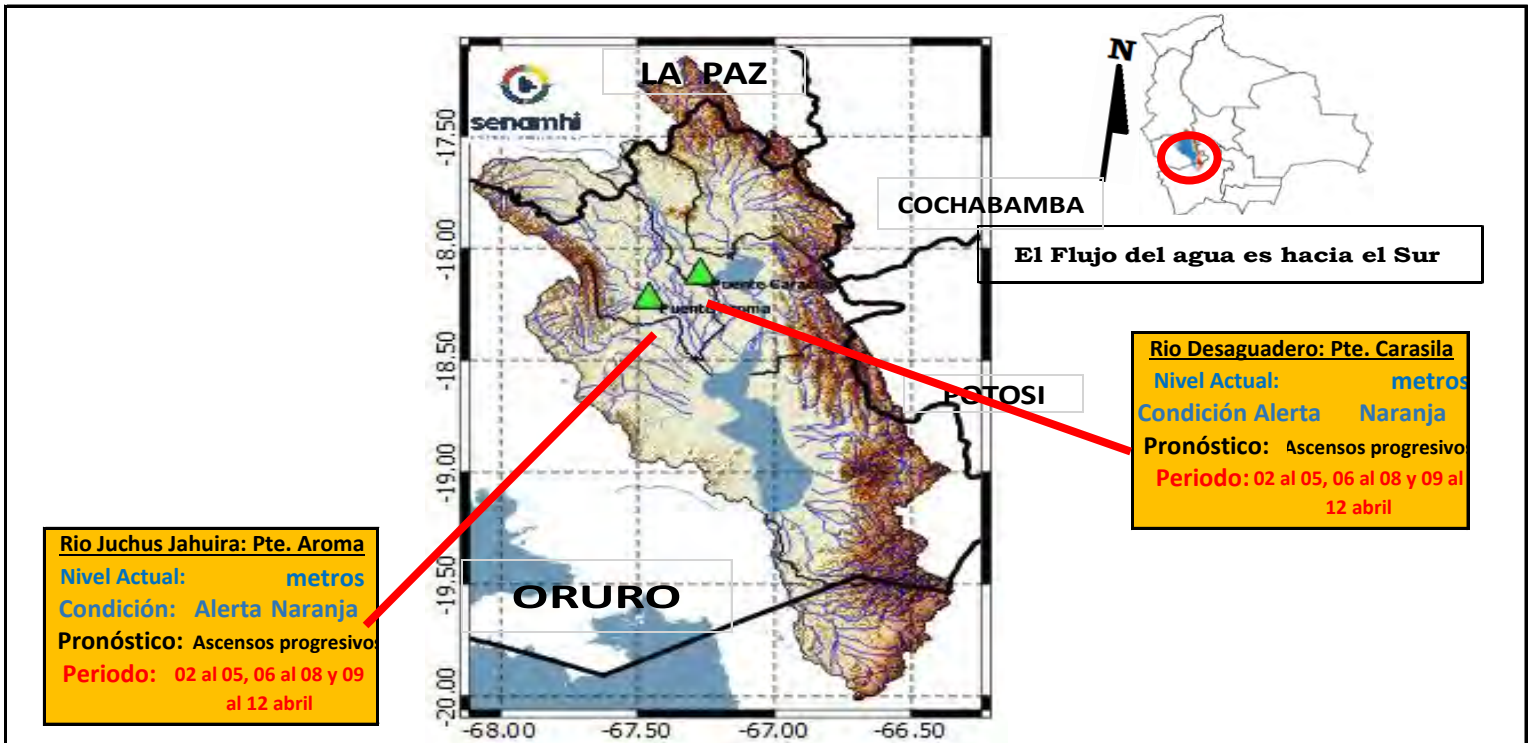 LA PAZ
senamhi
N
COCHABAMBA
El Flujo del agua es hacia el Sur
POTOSI
ORURO
Puente Aroma
Rio Desaguadero: Pte. Carasila
Nivel Actual: metros
Condición Alerta Naranja
Pronóstico: Ascensos progresivos
Periodo: 02 al 05, 06 al 08 y 09 al
12 abril
Rio Juchus Jahuira: Pte. Aroma
Nivel Actual: metros
Condición: Alerta Naranja
Pronóstico: Ascensos progresivos
Periodo: 02 al 05, 06 al 08 y 09
al 12 abril
-17.50
-18.00
-18.50
-19.00
-19.50
-20.00
-68.00 -67.50 -67.00 -66.50